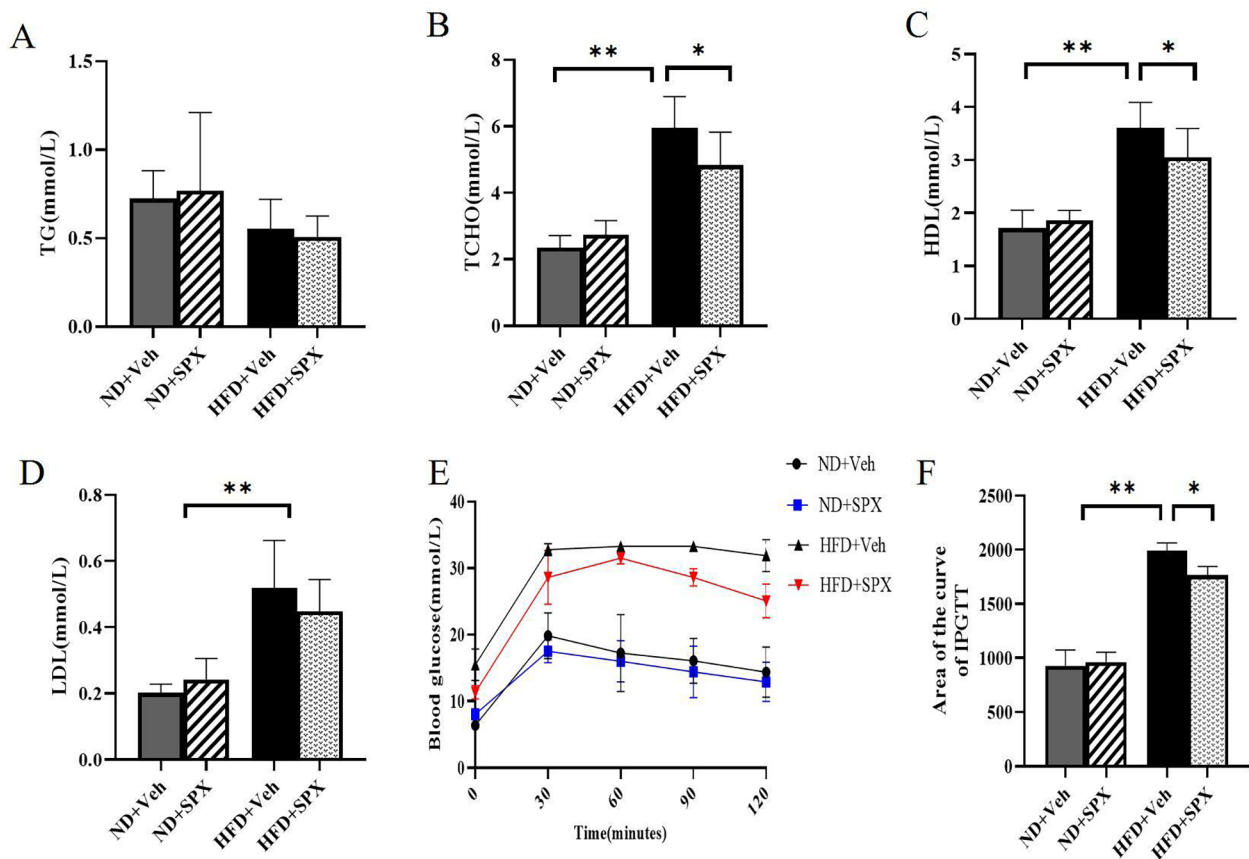 A
TG(mmol/L)
1.5
1.0
0.5
0.0
ND+Veh
ND+SPX
HFD+Veh
HFD+SPX
B
TCHO(mmol/L)
8
6
4
2
0
** *
ND+Veh
ND+SPX
HFD+Veh
HFD+SPX
C
HDL(mmol/L)
5
4
3
2
1
0
** *
ND+Veh
ND+SPX
HFD+Veh
HFD+SPX
D
LDL(mmol/L)
0.8
0.6
0.4
0.2
0.0
**
ND+Veh
ND+SPX
HFD+Veh
HFD+SPX
E
Blood glucose(mmol/L)
40
30
20
10
0
0 30 60 90 120
Time(minutes)
ND+Veh
ND+SPX
HFD+Veh
HFD+SPX
F
Area of the curve
of IPGTT
2500
2000
1500
1000
500
0
** *
ND+Veh
ND+SPX
HFD+Veh
HFD+SPX